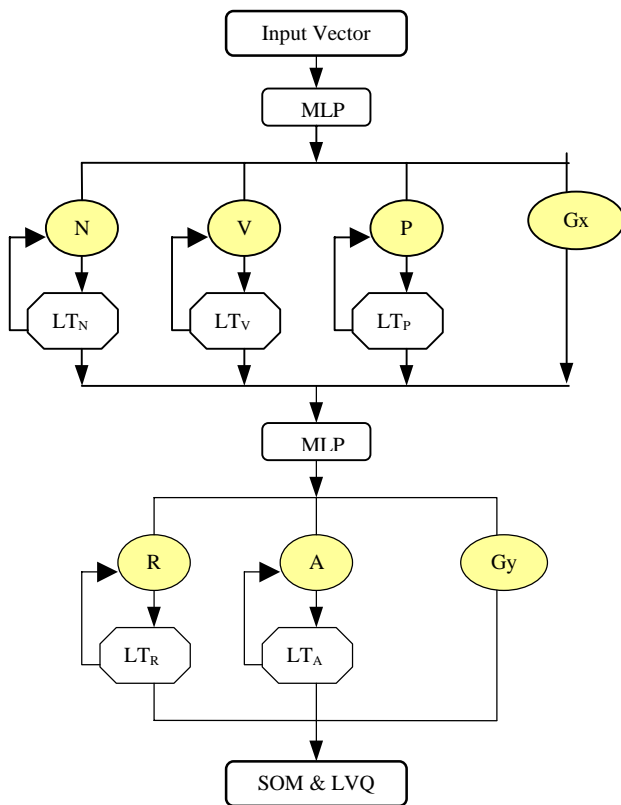 Input Vector
MLP
N V P Gx
LTN LTV LTP
MLP
R A Gy
LTR LTA
SOM & LVQ